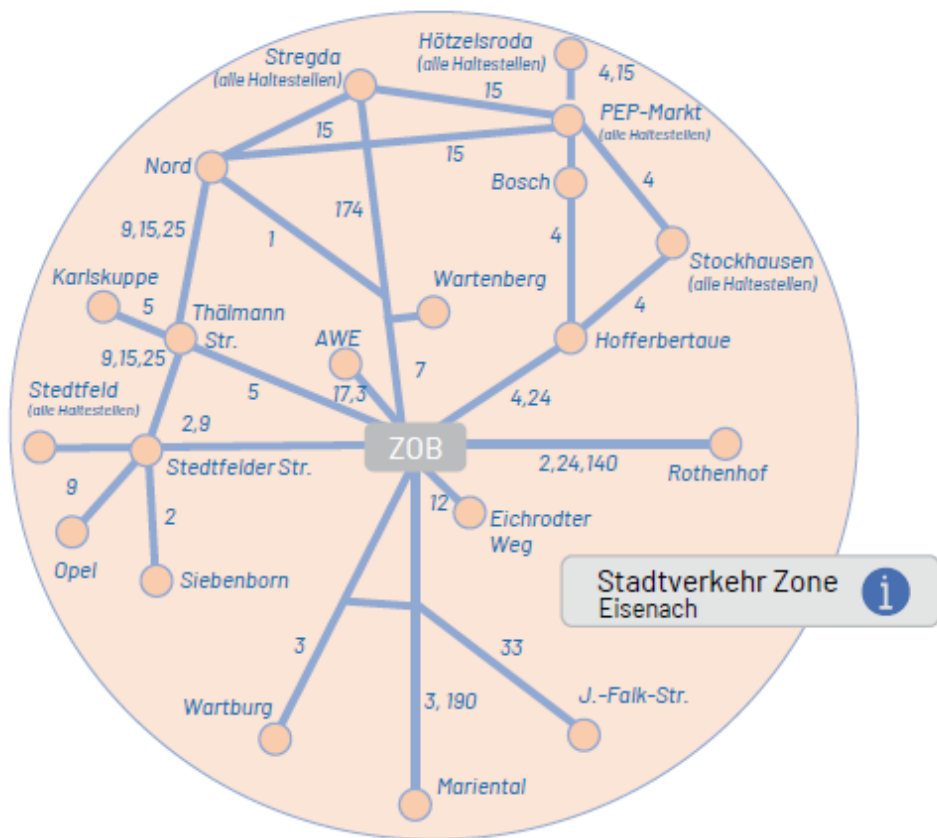 Hötzelsroda
(alle Haltestellen)
4,15
Stregda
(alle Haltestellen)
15
PEP-Markt
(alle Haltestellen)
15
15
Nord
Bosch
4
174
9,15,25
1
4
Karlskuppe
Wartenberg
Stockhausen
(alle Haltestellen)
5
Thälmann
Str.
4
AWE
Hofferbertaue
9,15,25
7
Stedtfeld
(alle Haltestellen)
5
17,3
4,24
2,9
ZOB
Stedtfelder Str.
2,24,140
Rothenhof
9
12
2
Eichrodter
Weg
Opel
Siebenborn
Stadtverkehr Zone
Eisenach
i
3
33
Wartburg
3, 190
J.-Falk-Str.
Mariental